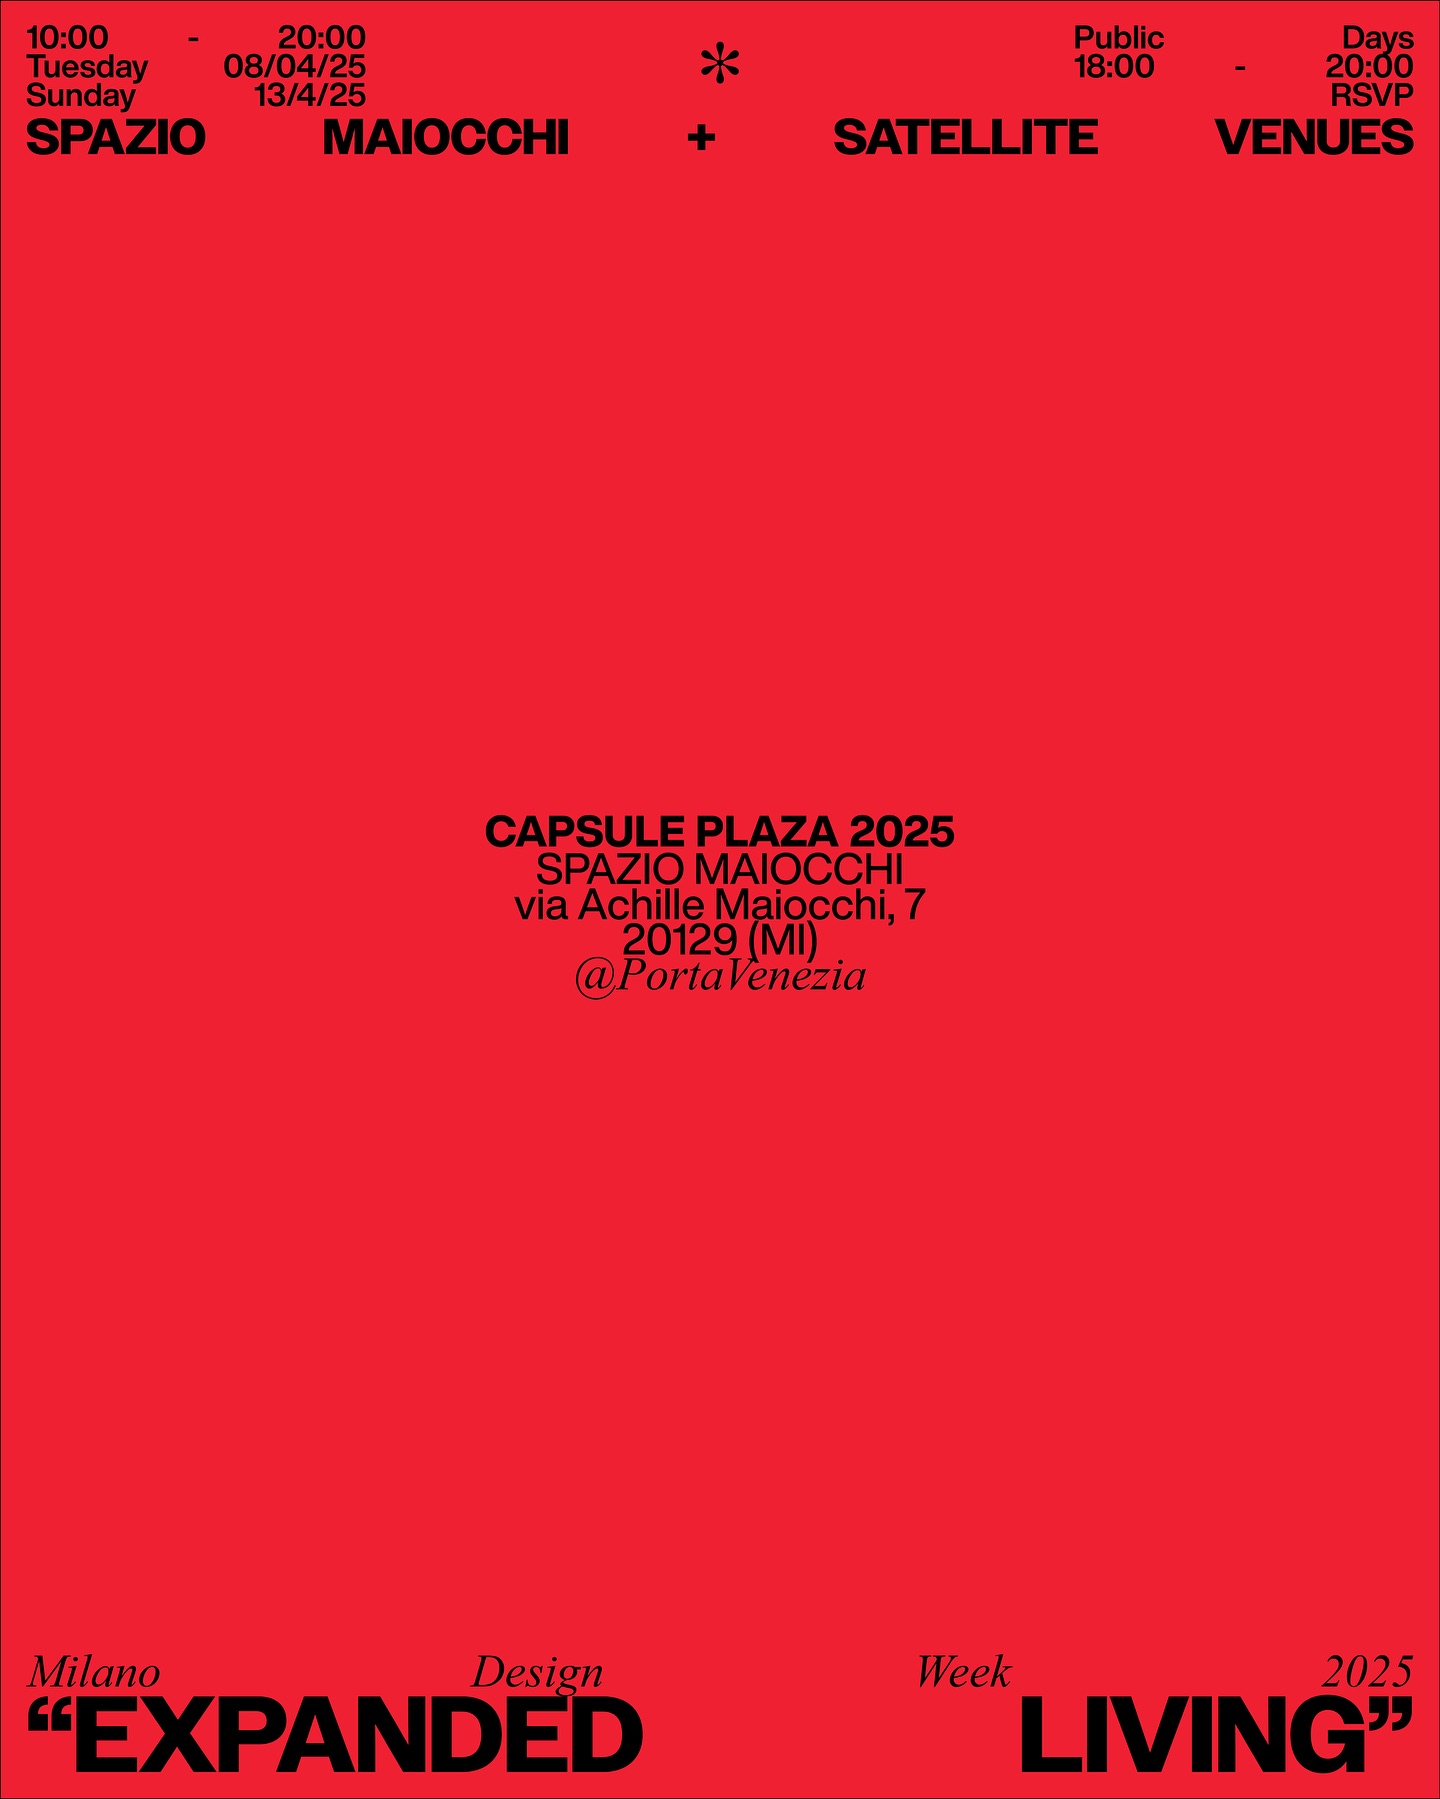 10:00 - 20:00
Tuesday 08/04/25
Sunday 13/4/25
*
Public Days
18:00 - 20:00
RSVP
SPAZIO MAIOCCHI + SATELLITE VENUES
CAPSULE PLAZA 2025
SPAZIO MAIOCCHI
via Achille Maiocchi, 7
20129 (MI)
@PortaVenezia
Milano Design Week 2025
“EXPANDED LIVING”